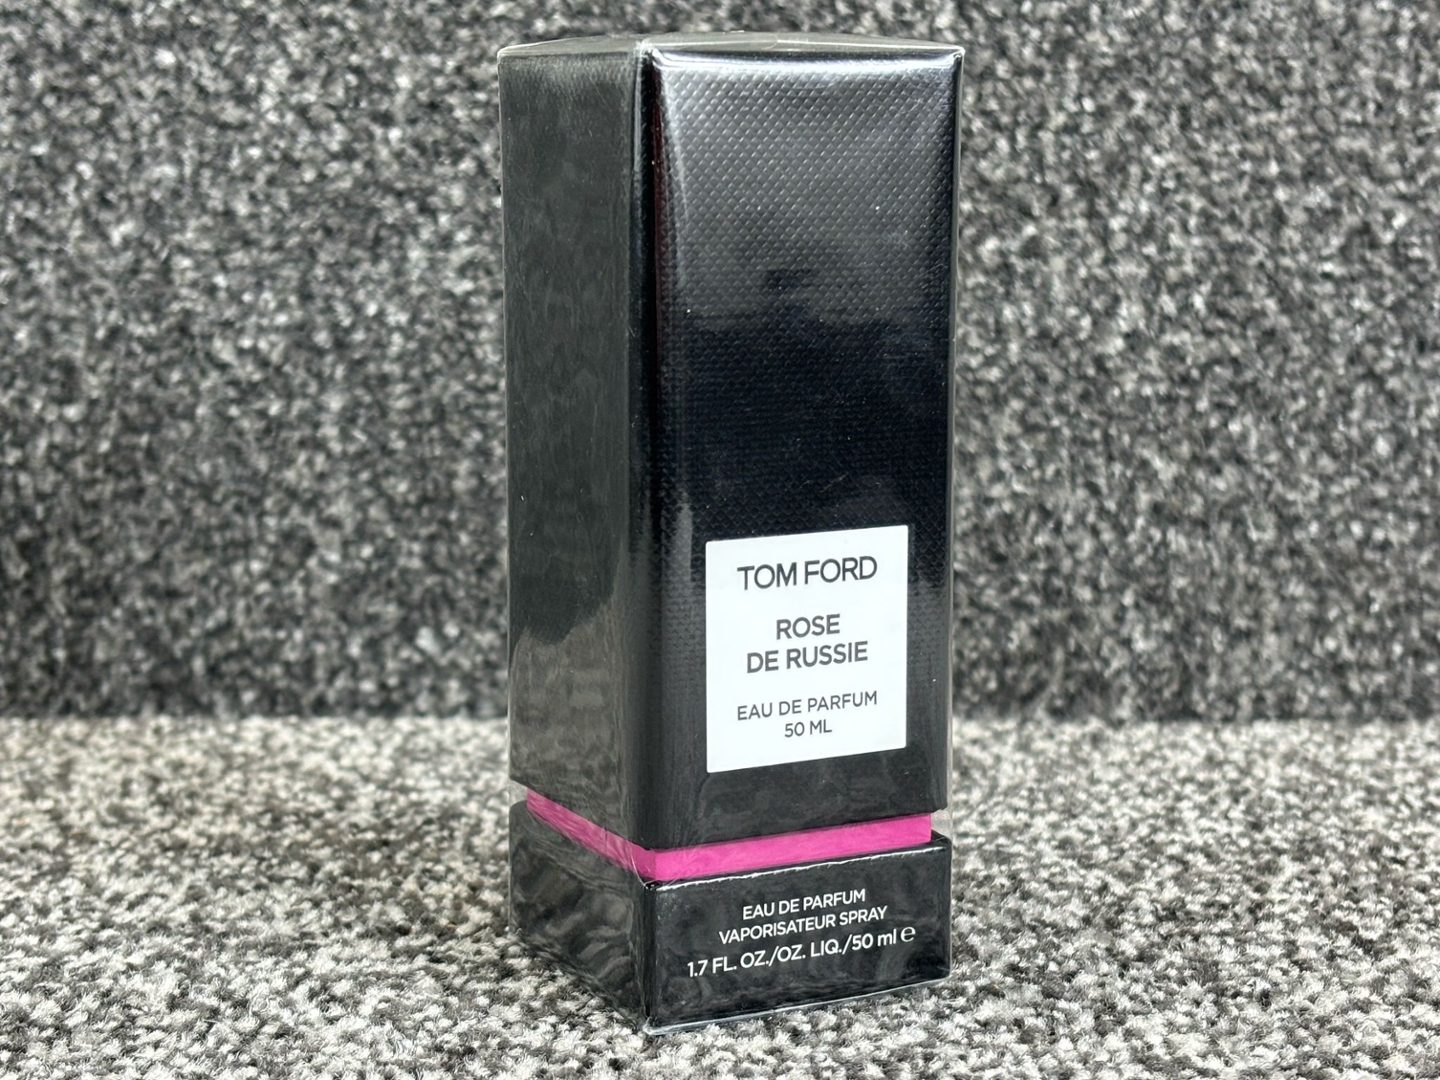 TOM FORD
ROSE
DE RUSSIE
EAU DE PARFUM
50 ML
EAU DE PARFUM
VAPORISATEUR SPRAY
1.7 FL. OZ./OZ. LIQ./50 ml ℮